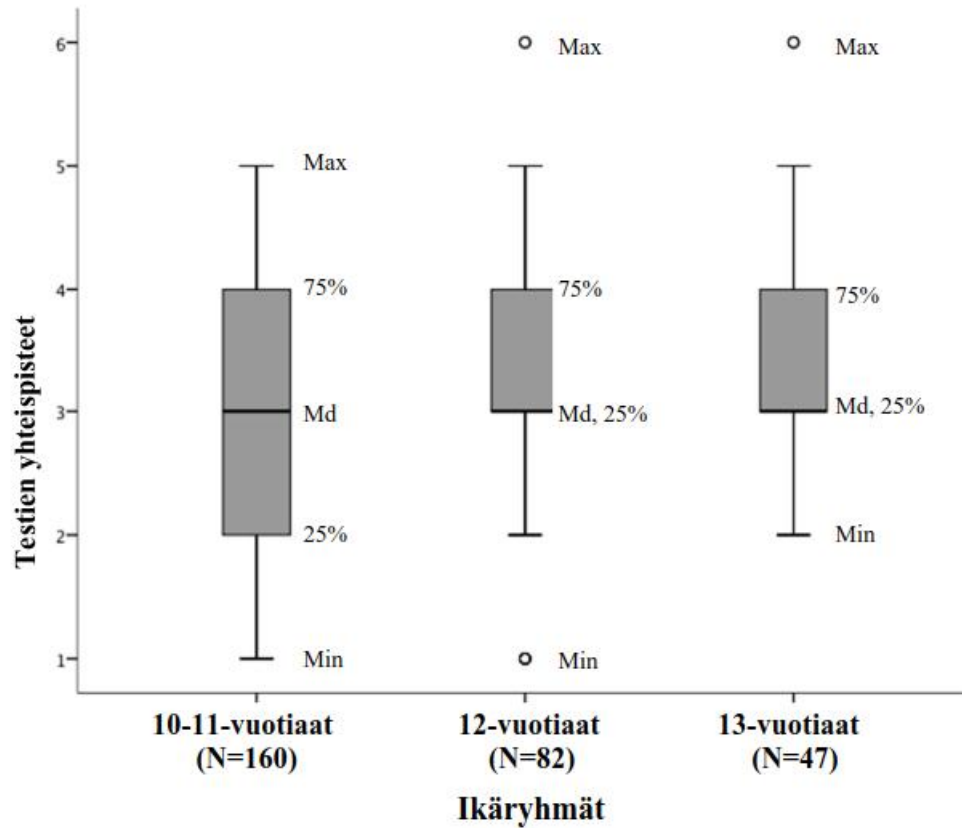 Testien yhteispisteet
6
5
4
3
2
1
Max
75%
Md
25%
Min
Max
75%
Md, 25%
Min
Max
75%
Md, 25%
Min
10-11-vuotiaat
(N=160)
12-vuotiaat
(N=82)
13-vuotiaat
(N=47)
Ikäryhmät